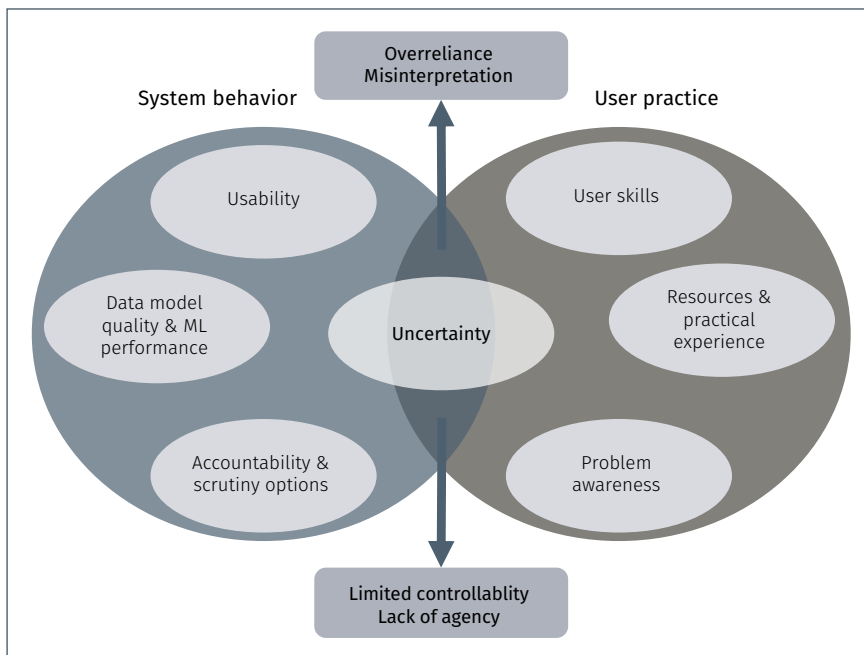 Overreliance
Misinterpretation
System behavior
User practice
Usability
User skills
Data model
quality & ML
performance
Uncertainty
Resources &
practical
experience
Accountability &
scrutiny options
Problem
awareness
Limited controllablity
Lack of agency